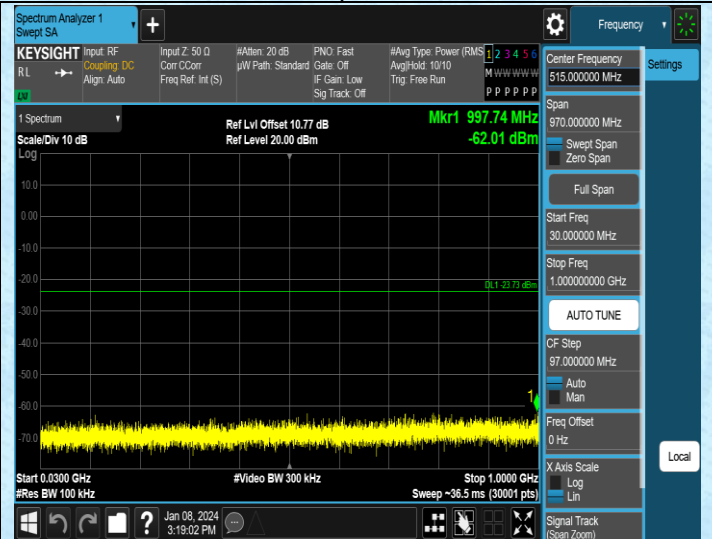 Spectrum Analyzer 1
Swept SA
+
Frequency
KEYSIGHT
RL
LXI
Input: RF
Coupling: DC
Align: Auto
Input Z: 50 Ω
Corr CCorr
Freq Ref: Int (S)
#Atten: 20 dB
µW Path: Standard
PNO: Fast
Gate: Off
IF Gain: Low
Sig Track: Off
#Avg Type: Power (RMS
Avg|Hold: 10/10
Trig: Free Run
1 2 3 4 5 6
M W W W W W
P P P P P P
Center Frequency
515.000000 MHz
Settings
Span
970.000000 MHz
Swept Span
Zero Span
Full Span
Start Freq
30.000000 MHz
Stop Freq
1.000000000 GHz
AUTO TUNE
CF Step
97.000000 MHz
Auto
Man
Freq Offset
0 Hz
X Axis Scale
Log
Lin
Signal Track
(Span Zoom)
Local
1 Spectrum
Scale/Div 10 dB
Log
Ref Lvl Offset 10.77 dB
Ref Level 20.00 dBm
Mkr1 997.74 MHz
-62.01 dBm
10.0
0.00
-10.0
-20.0
DL1 -23.73 dBm
-30.0
-40.0
-50.0
1
-60.0
-70.0
Start 0.0300 GHz
#Res BW 100 kHz
#Video BW 300 kHz
Stop 1.0000 GHz
Sweep ~36.5 ms (30001 pts)
?
Jan 08, 2024
3:19:02 PM